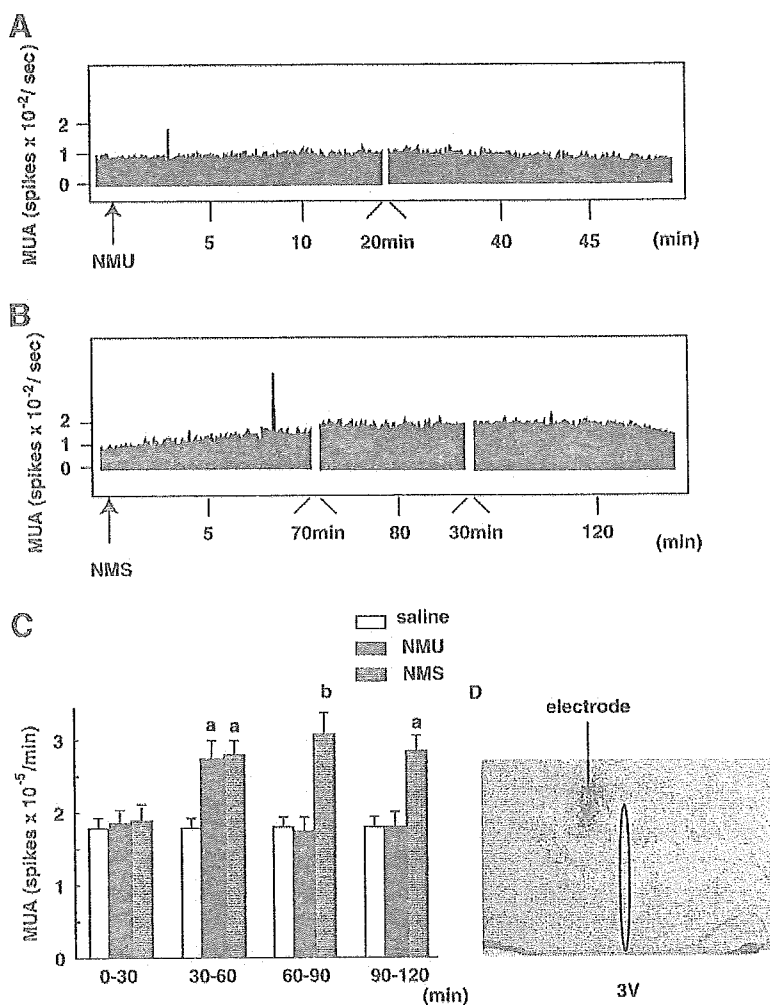 A
MUA (spikes x 10-2/ sec)
2
1
0
5 10 20min 40 45 (min)
NMU
B
MUA (spikes x 10-2/ sec)
2
1
0
5 70min 80 30min 120 (min)
NMS
C
saline
NMU
NMS
MUA (spikes x 10-5/min)
3
2
1
0
a a b a
0-30 30-60 60-90 90-120
(min)
D
electrode
3V